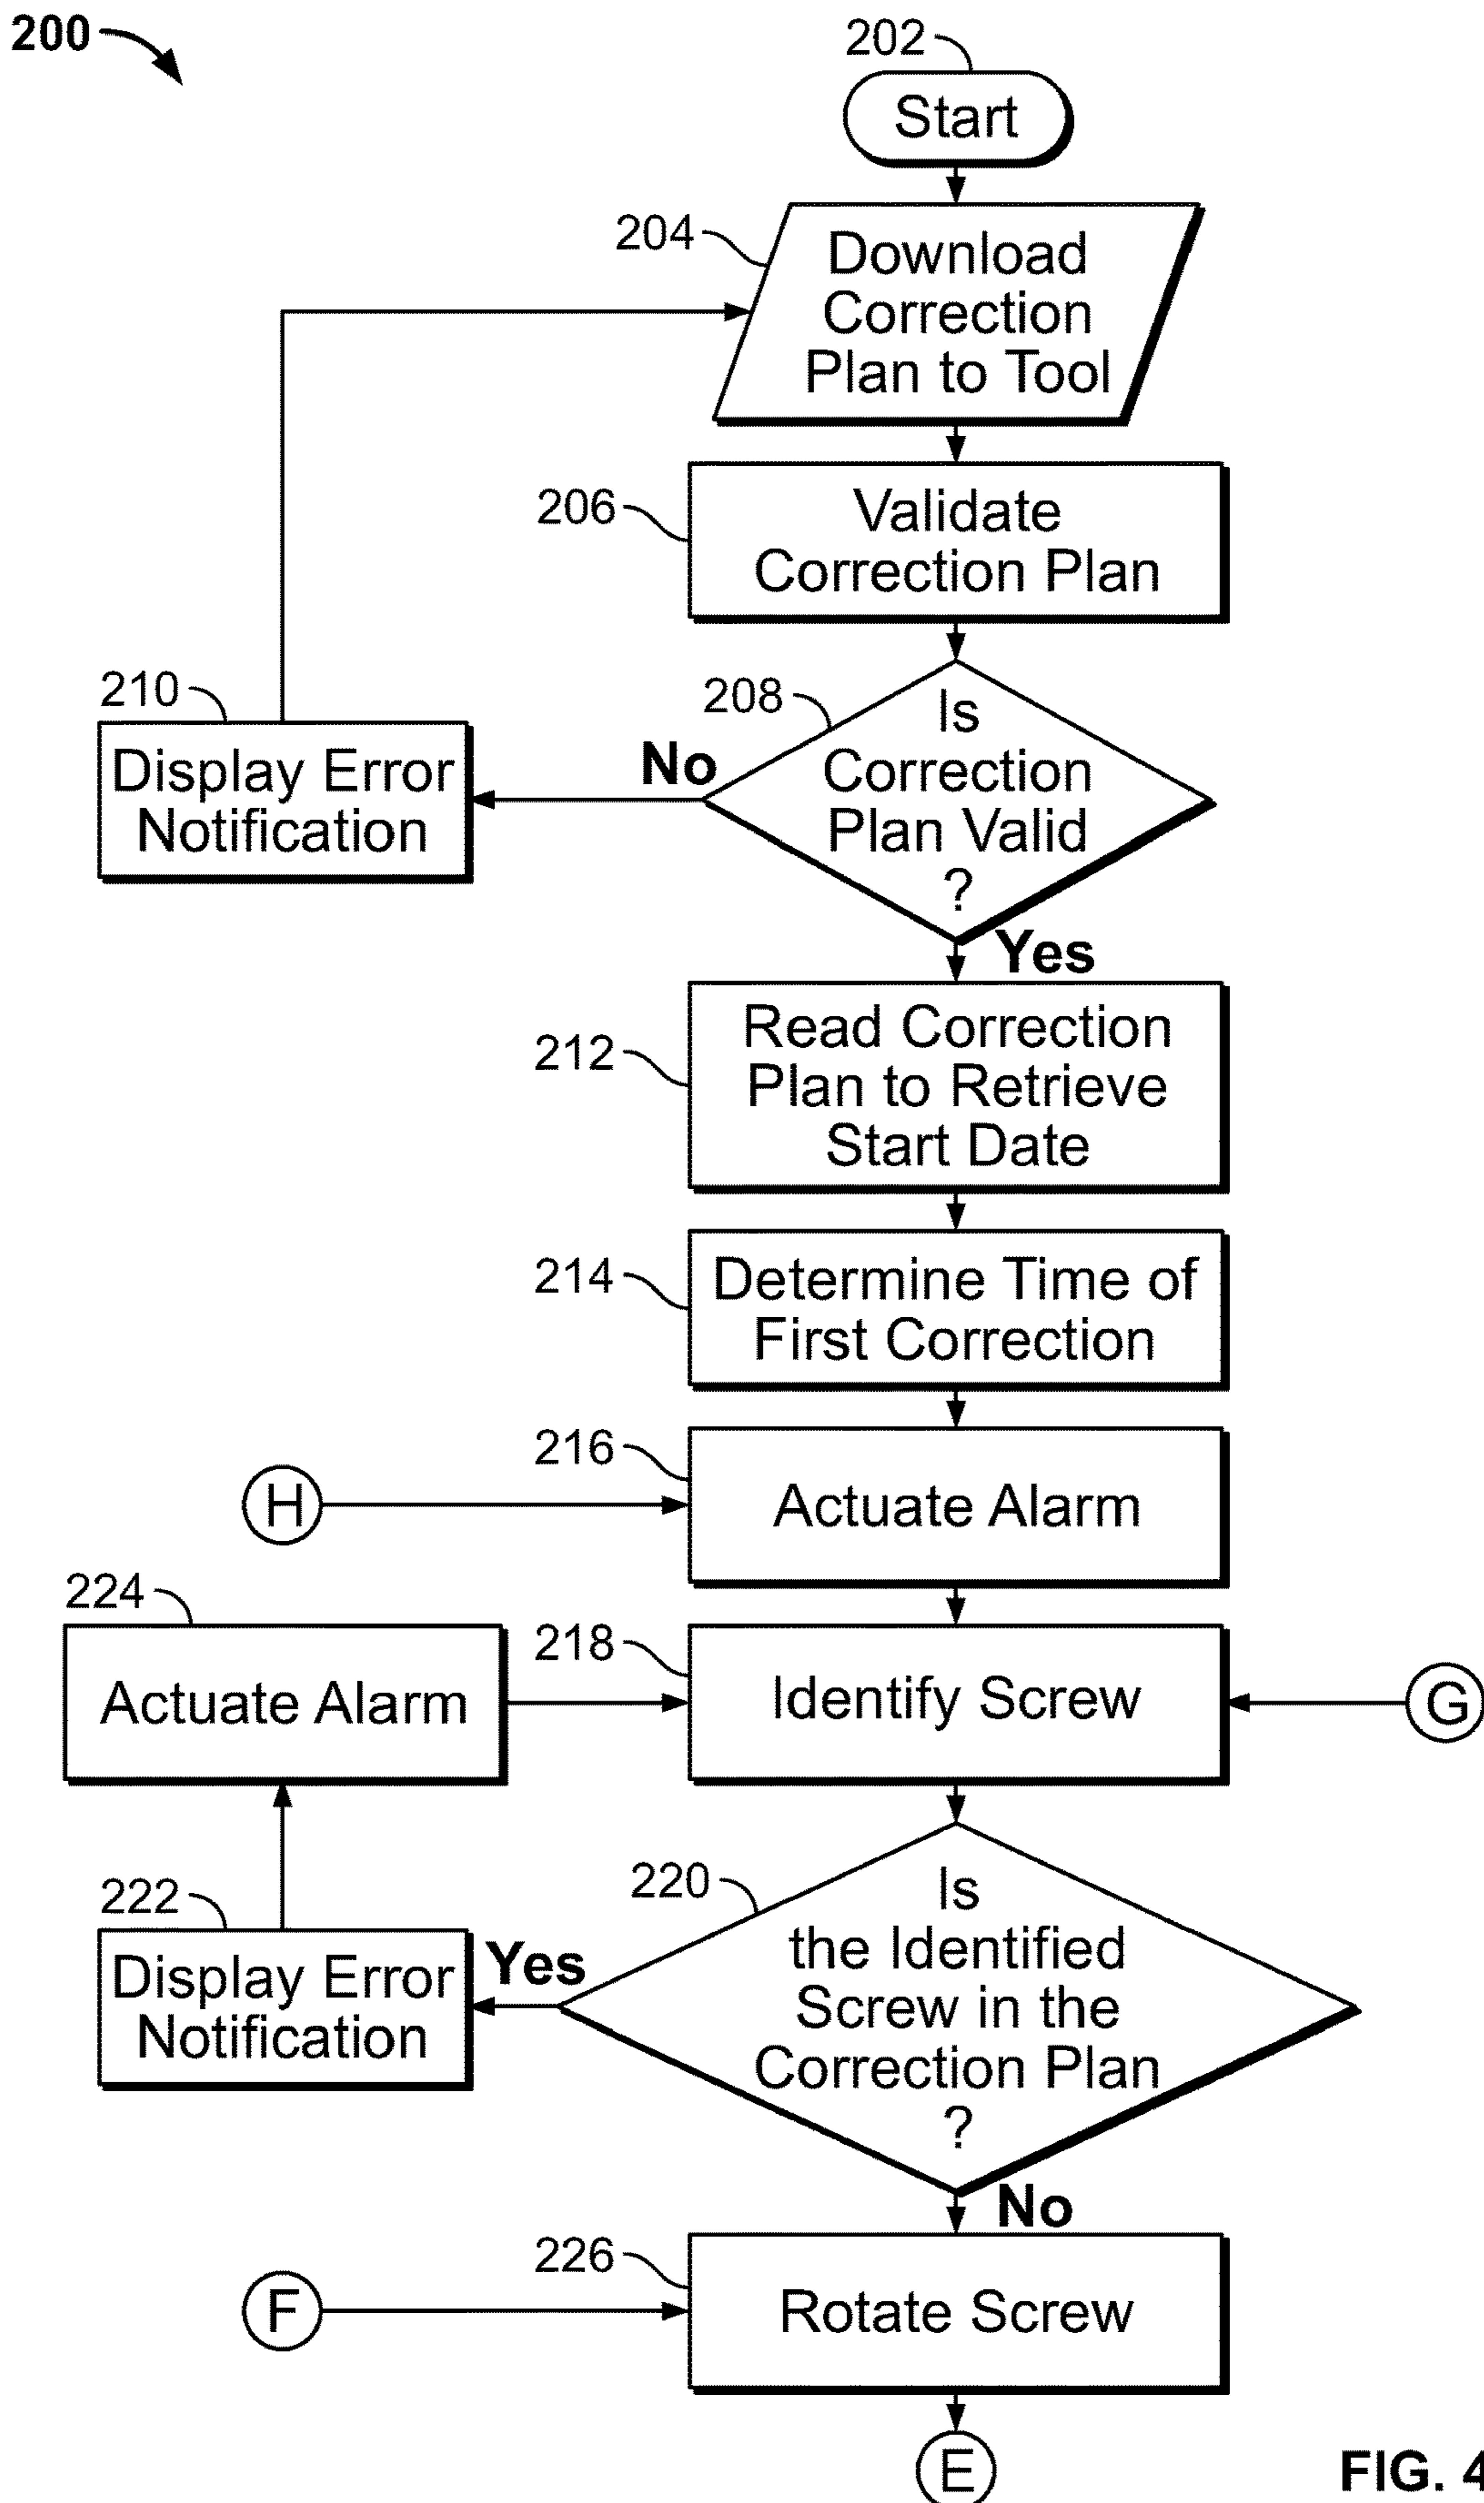 200
202
Start
204
Download
Correction
Plan to Tool
206
Validate
Correction Plan
210
Display Error
Notification
208
No
Is
Correction
Plan Valid
?
Yes
212
Read Correction
Plan to Retrieve
Start Date
214
Determine Time of
First Correction
216
H
Actuate Alarm
224
Actuate Alarm
218
Identify Screw
G
222
Display Error
Notification
Yes
220
Is
the Identified
Screw in the
Correction Plan
?
No
226
F
Rotate Screw
E
FIG. 4